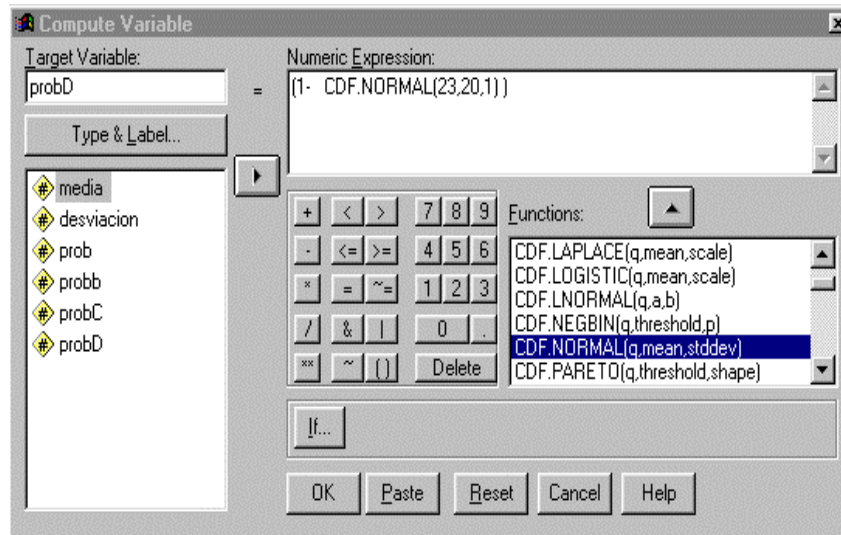 Compute Variable
Target Variable:
probD
=
Numeric Expression:
(1- CDF.NORMAL(23,20,1) )
Type & Label...
media
desviacion
prob
probb
probC
probD
+ < > 7 8 9
- <= >= 4 5 6
* = ~= 1 2 3
/ & | 0 .
** ~ ( ) Delete
Functions:
CDF.LAPLACE(q,mean,scale)
CDF.LOGISTIC(q,mean,scale)
CDF.LNORMAL(q,a,b)
CDF.NEGBIN(q,threshold,p)
CDF.NORMAL(q,mean,stddev)
CDF.PARETO(q,threshold,shape)
If...
OK Paste Reset Cancel Help